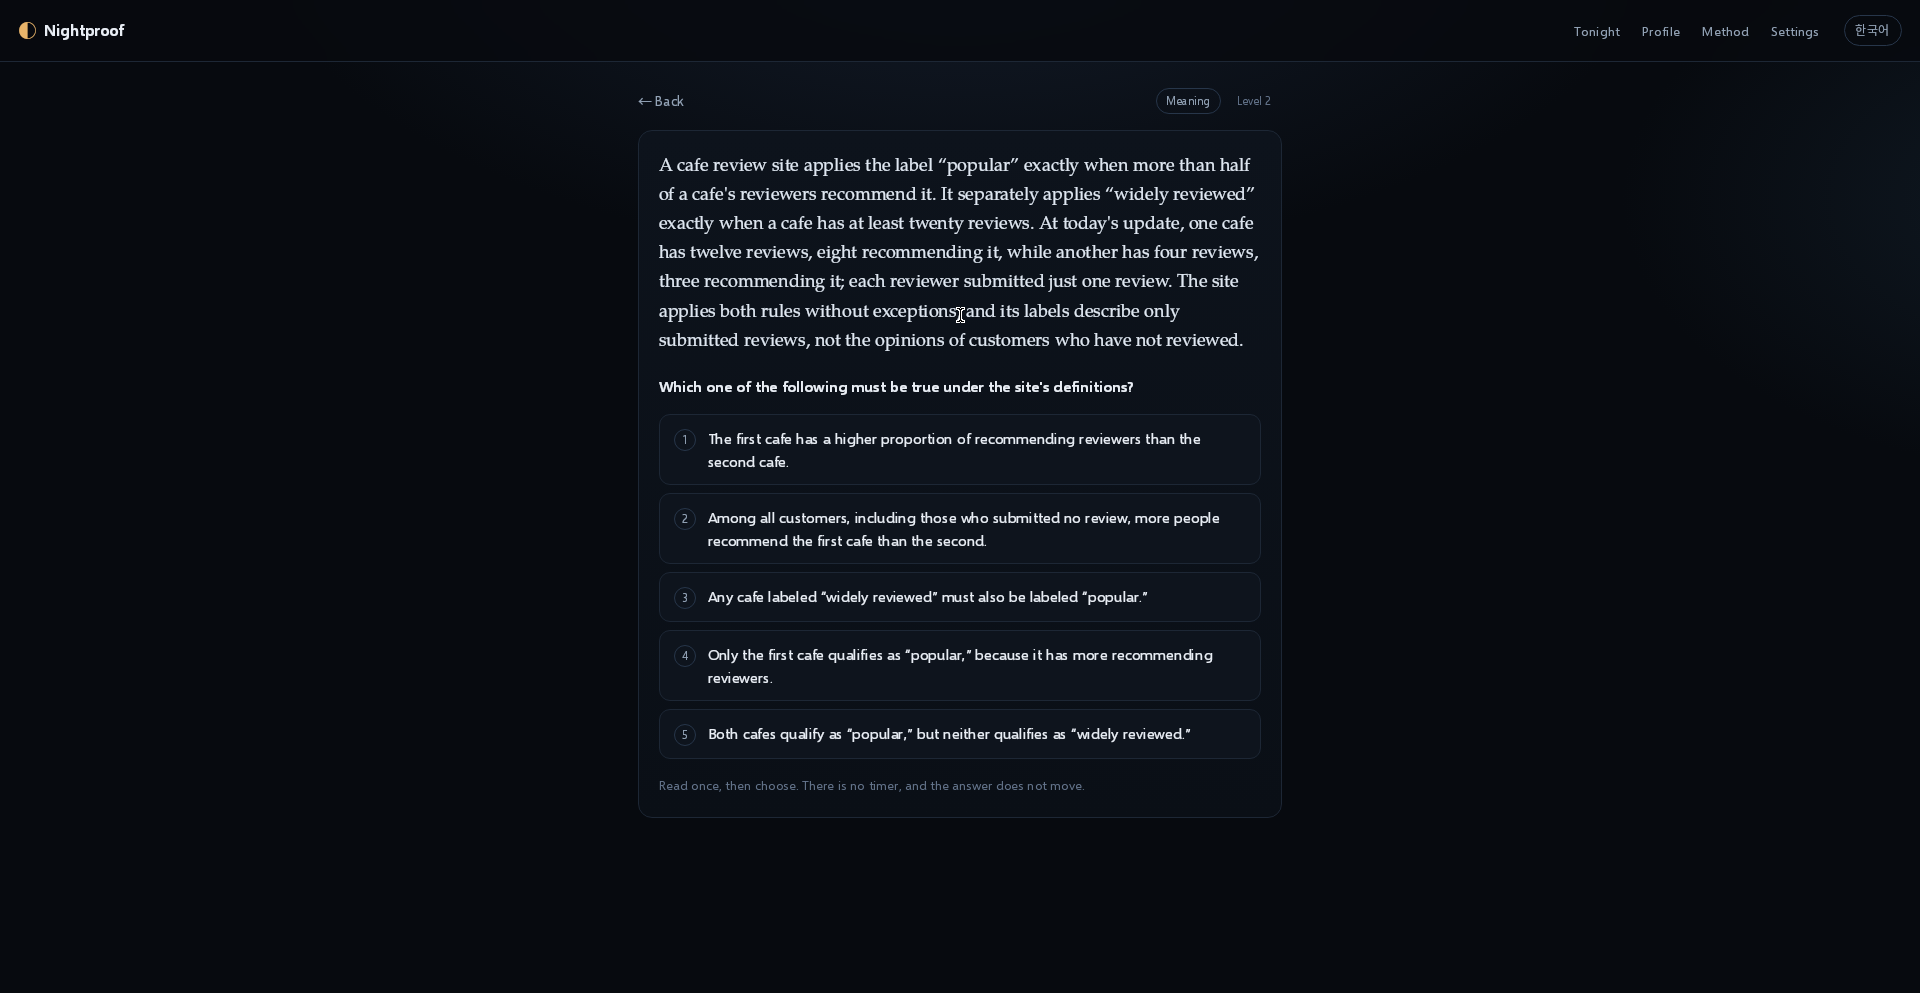 Nightproof
Tonight
Profile
Method
Settings
한국어
← Back
Meaning
Level 2
A cafe review site applies the label “popular” exactly when more than half
of a cafe's reviewers recommend it. It separately applies “widely reviewed”
exactly when a cafe has at least twenty reviews. At today's update, one cafe
has twelve reviews, eight recommending it, while another has four reviews,
three recommending it; each reviewer submitted just one review. The site
applies both rules without exceptions, and its labels describe only
submitted reviews, not the opinions of customers who have not reviewed.
Which one of the following must be true under the site's definitions?
1
The first cafe has a higher proportion of recommending reviewers than the
second cafe.
2
Among all customers, including those who submitted no review, more people
recommend the first cafe than the second.
3
Any cafe labeled “widely reviewed” must also be labeled “popular.”
4
Only the first cafe qualifies as “popular,” because it has more recommending
reviewers.
5
Both cafes qualify as “popular,” but neither qualifies as “widely reviewed.”
Read once, then choose. There is no timer, and the answer does not move.